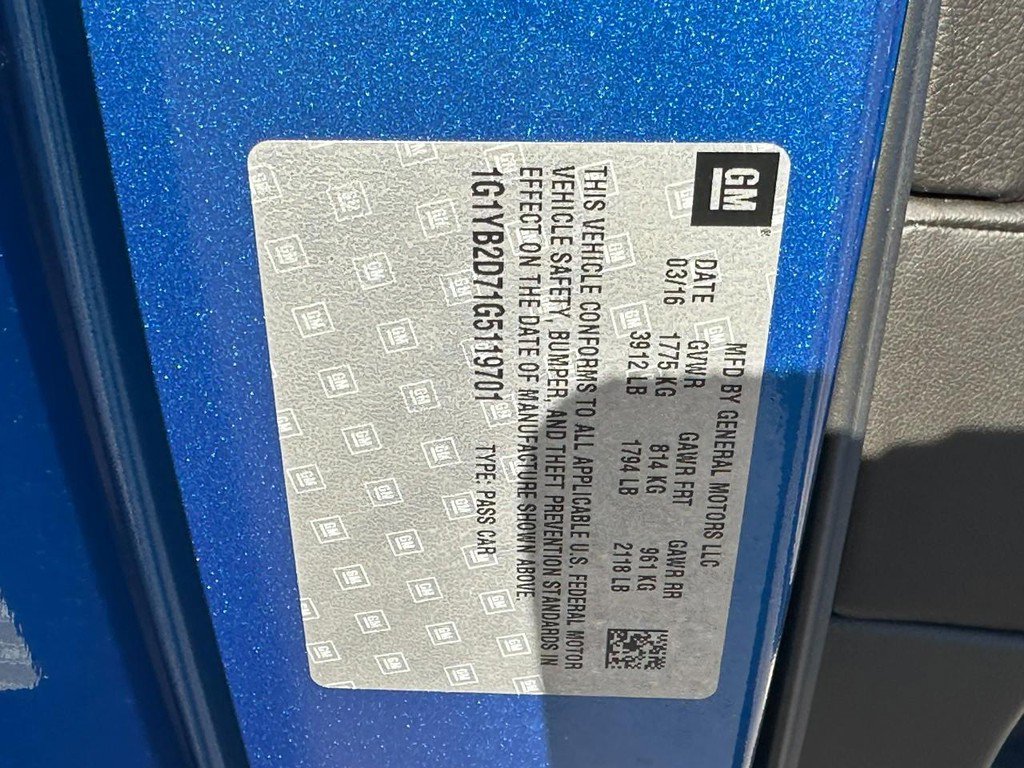 GM
MFD BY GENERAL MOTORS LLC
DATE GVWR GAWR FRT GAWR RR
03/16 1775 KG 814 KG 961 KG
3912 LB 1794 LB 2118 LB
THIS VEHICLE CONFORMS TO ALL APPLICABLE U.S. FEDERAL MOTOR
VEHICLE SAFETY, BUMPER, AND THEFT PREVENTION STANDARDS IN
EFFECT ON THE DATE OF MANUFACTURE SHOWN ABOVE.
1G1YB2D71G5119701 TYPE: PASS CAR